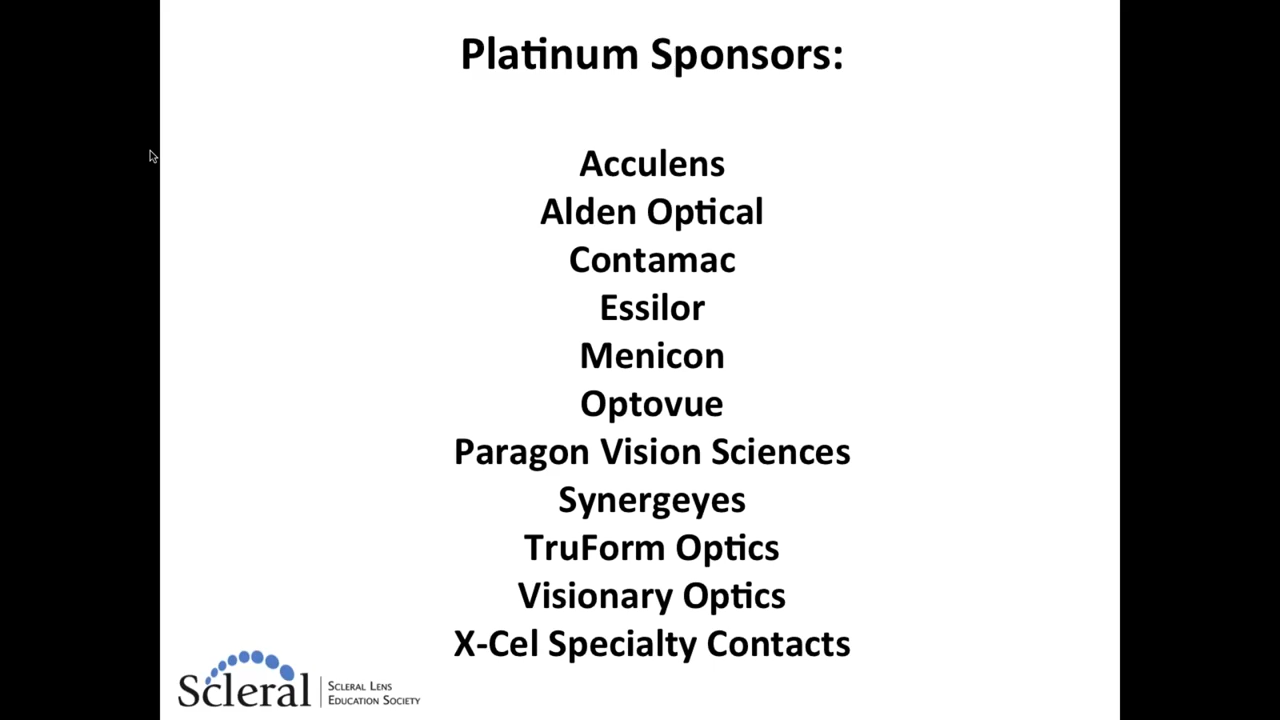 Platinum Sponsors:
Acculens
Alden Optical
Contamac
Essilor
Menicon
Optovue
Paragon Vision Sciences
Synergeyes
TruForm Optics
Visionary Optics
X-Cel Specialty Contacts
Scleral
Scleral Lens
Education Society